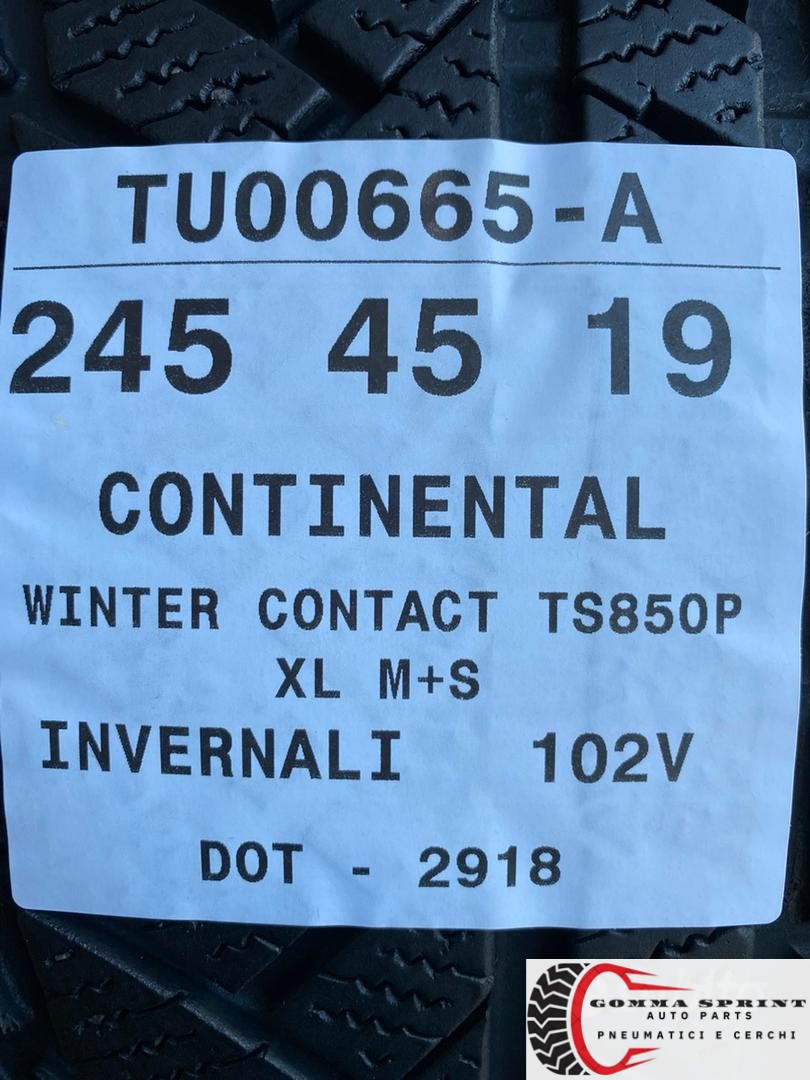 TU00665-A
245 45 19
CONTINENTAL
WINTER CONTACT TS850P
XL M+S
INVERNALI 102V
DOT - 2918
GOMMA SPRINT
AUTO PARTS
PNEUMATICI E CERCHI